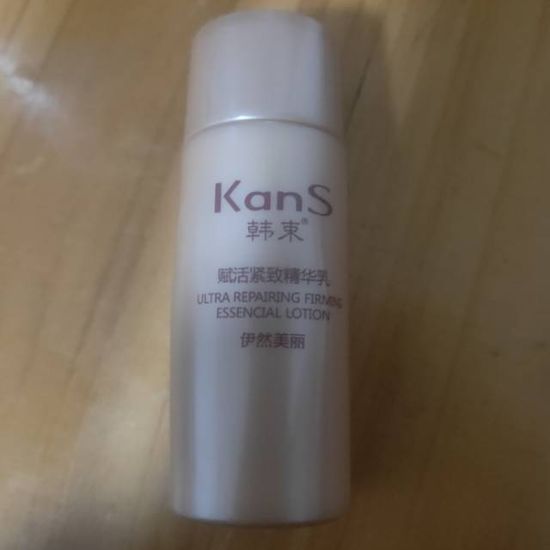 KanS
韩束®
赋活紧致精华乳
ULTRA REPAIRING FIRMING
ESSENCIAL LOTION
伊然美丽